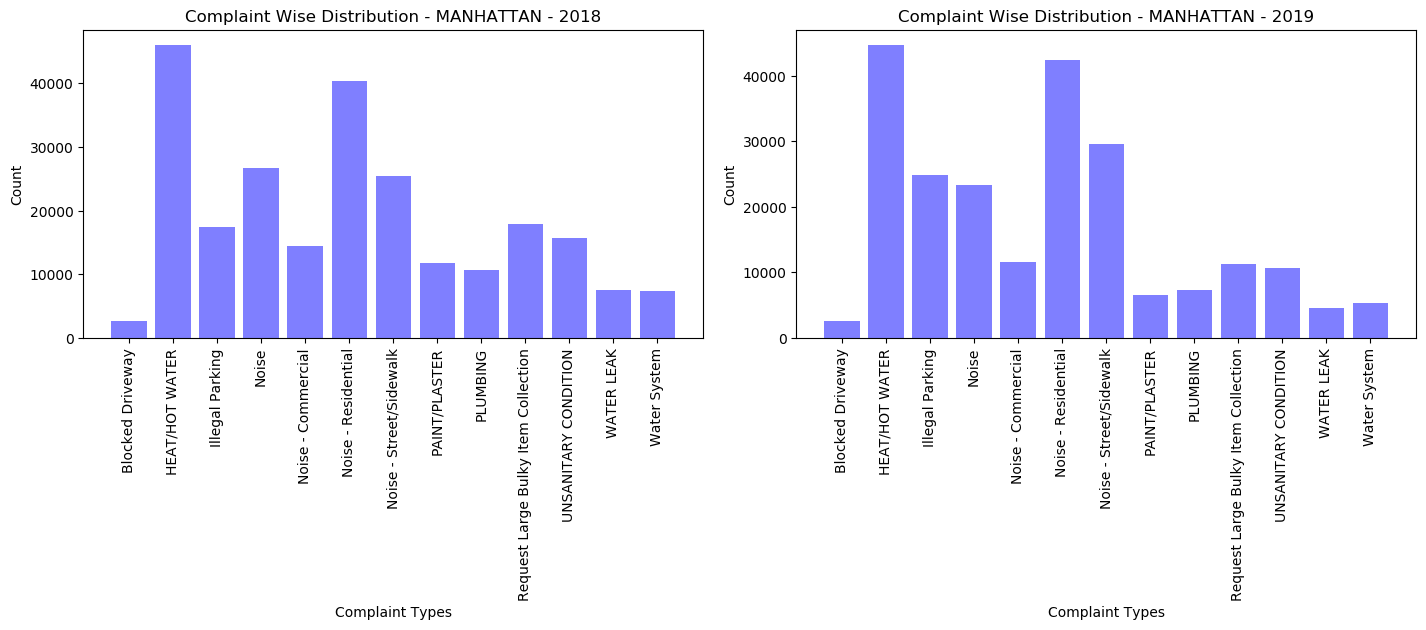 Complaint Wise Distribution - MANHATTAN - 2018
Count
40000
30000
20000
10000
0
Blocked Driveway
HEAT/HOT WATER
Illegal Parking
Noise
Noise - Commercial
Noise - Residential
Noise - Street/Sidewalk
PAINT/PLASTER
PLUMBING
Request Large Bulky Item Collection
UNSANITARY CONDITION
WATER LEAK
Water System
Complaint Types
Complaint Wise Distribution - MANHATTAN - 2019
Count
40000
30000
20000
10000
0
Blocked Driveway
HEAT/HOT WATER
Illegal Parking
Noise
Noise - Commercial
Noise - Residential
Noise - Street/Sidewalk
PAINT/PLASTER
PLUMBING
Request Large Bulky Item Collection
UNSANITARY CONDITION
WATER LEAK
Water System
Complaint Types